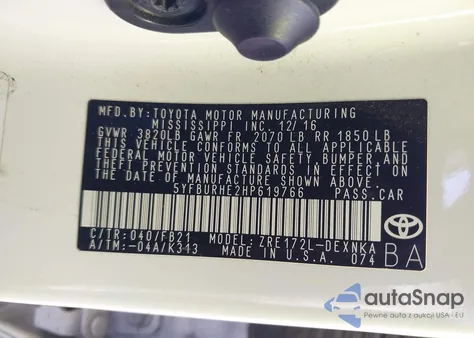 MFD.BY:TOYOTA MOTOR MANUFACTURING
MISSISSIPPI INC. 12/16
GVWR 3820LB GAWR FR 2070 LB RR 1850 LB
THIS VEHICLE CONFORMS TO ALL APPLICABLE
FEDERAL MOTOR VEHICLE SAFETY, BUMPER, AND
THEFT PREVENTION STANDARDS IN EFFECT ON
THE DATE OF MANUFACTURE SHOWN ABOVE.
5YFBURHE2HP619766 PASS.CAR
C/TR:040/FB21 MODEL:ZRE172L-DEXNKA
A/TM:-04A/K313 MADE IN U.S.A. 074
BA
TOYOTA
autoSnap
Pewne auta z aukcji USA i EU